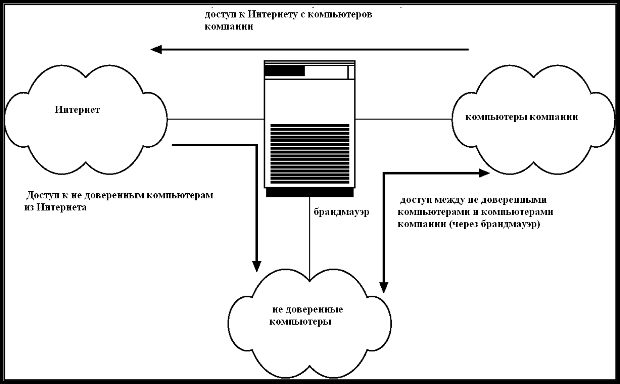 доступ к Интернету с компьютеров
компании
Интернет
компьютеры компании
Доступ к не доверенным компьютерам
из Интернета
брандмауэр
доступ между не доверенными
компьютерами и компьютерами
компании (через брандмауэр)
не доверенные
компьютеры